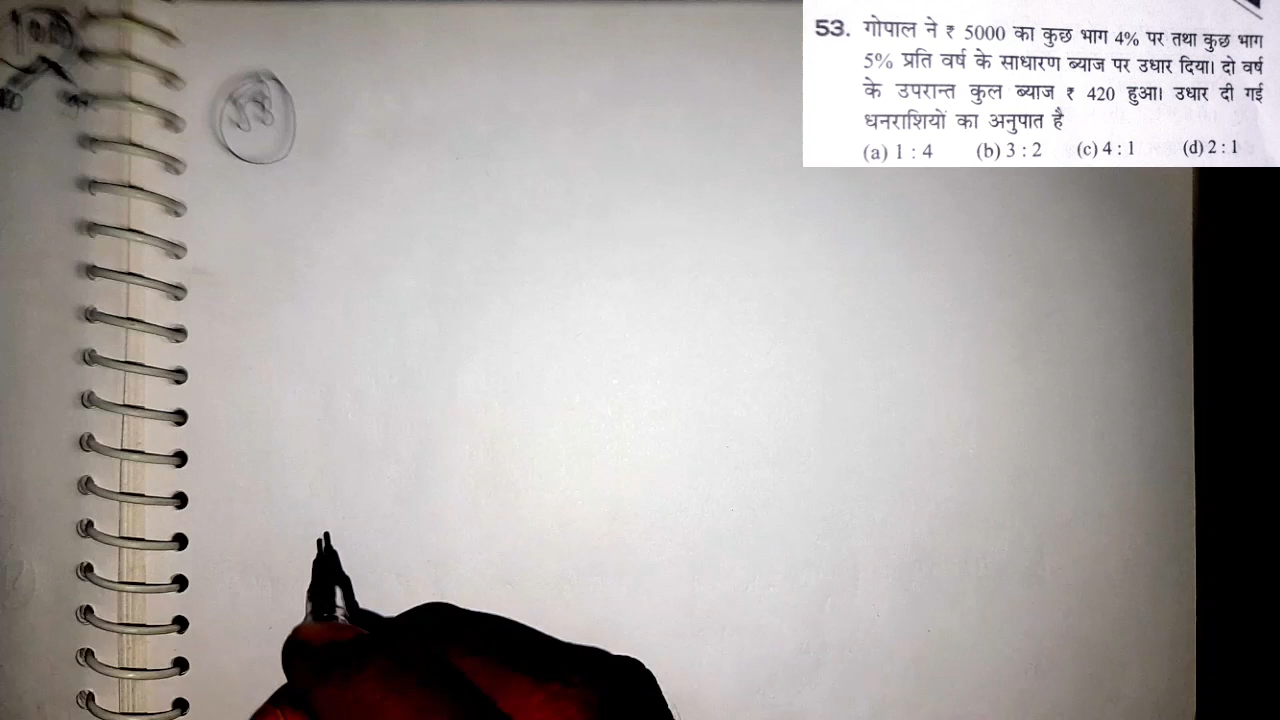 53
53. गोपाल ने ₹ 5000 का कुछ भाग 4% पर तथा कुछ भाग
5% प्रति वर्ष के साधारण ब्याज पर उधार दिया। दो वर्ष
के उपरान्त कुल ब्याज ₹ 420 हुआ। उधार दी गई
धनराशियों का अनुपात है
(a) 1 : 4 (b) 3 : 2 (c) 4 : 1 (d) 2 : 1